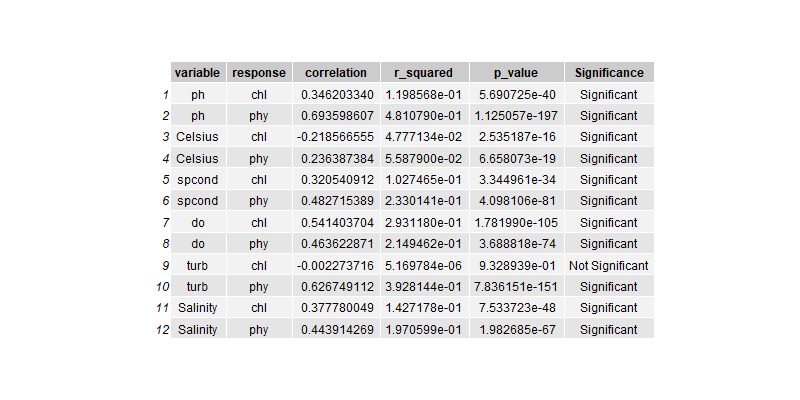 variable response correlation r_squared p_value Significance
1 ph chl 0.346203340 1.198568e-01 5.690725e-40 Significant
2 ph phy 0.693598607 4.810790e-01 1.125057e-197 Significant
3 Celsius chl -0.218566555 4.777134e-02 2.535187e-16 Significant
4 Celsius phy 0.236387384 5.587900e-02 6.658073e-19 Significant
5 spcond chl 0.320540912 1.027465e-01 3.344961e-34 Significant
6 spcond phy 0.482715389 2.330141e-01 4.098106e-81 Significant
7 do chl 0.541403704 2.931180e-01 1.781990e-105 Significant
8 do phy 0.463622871 2.149462e-01 3.688818e-74 Significant
9 turb chl -0.002273716 5.169784e-06 9.328939e-01 Not Significant
10 turb phy 0.626749112 3.928144e-01 7.836151e-151 Significant
11 Salinity chl 0.377780049 1.427178e-01 7.533723e-48 Significant
12 Salinity phy 0.443914269 1.970599e-01 1.982685e-67 Significant